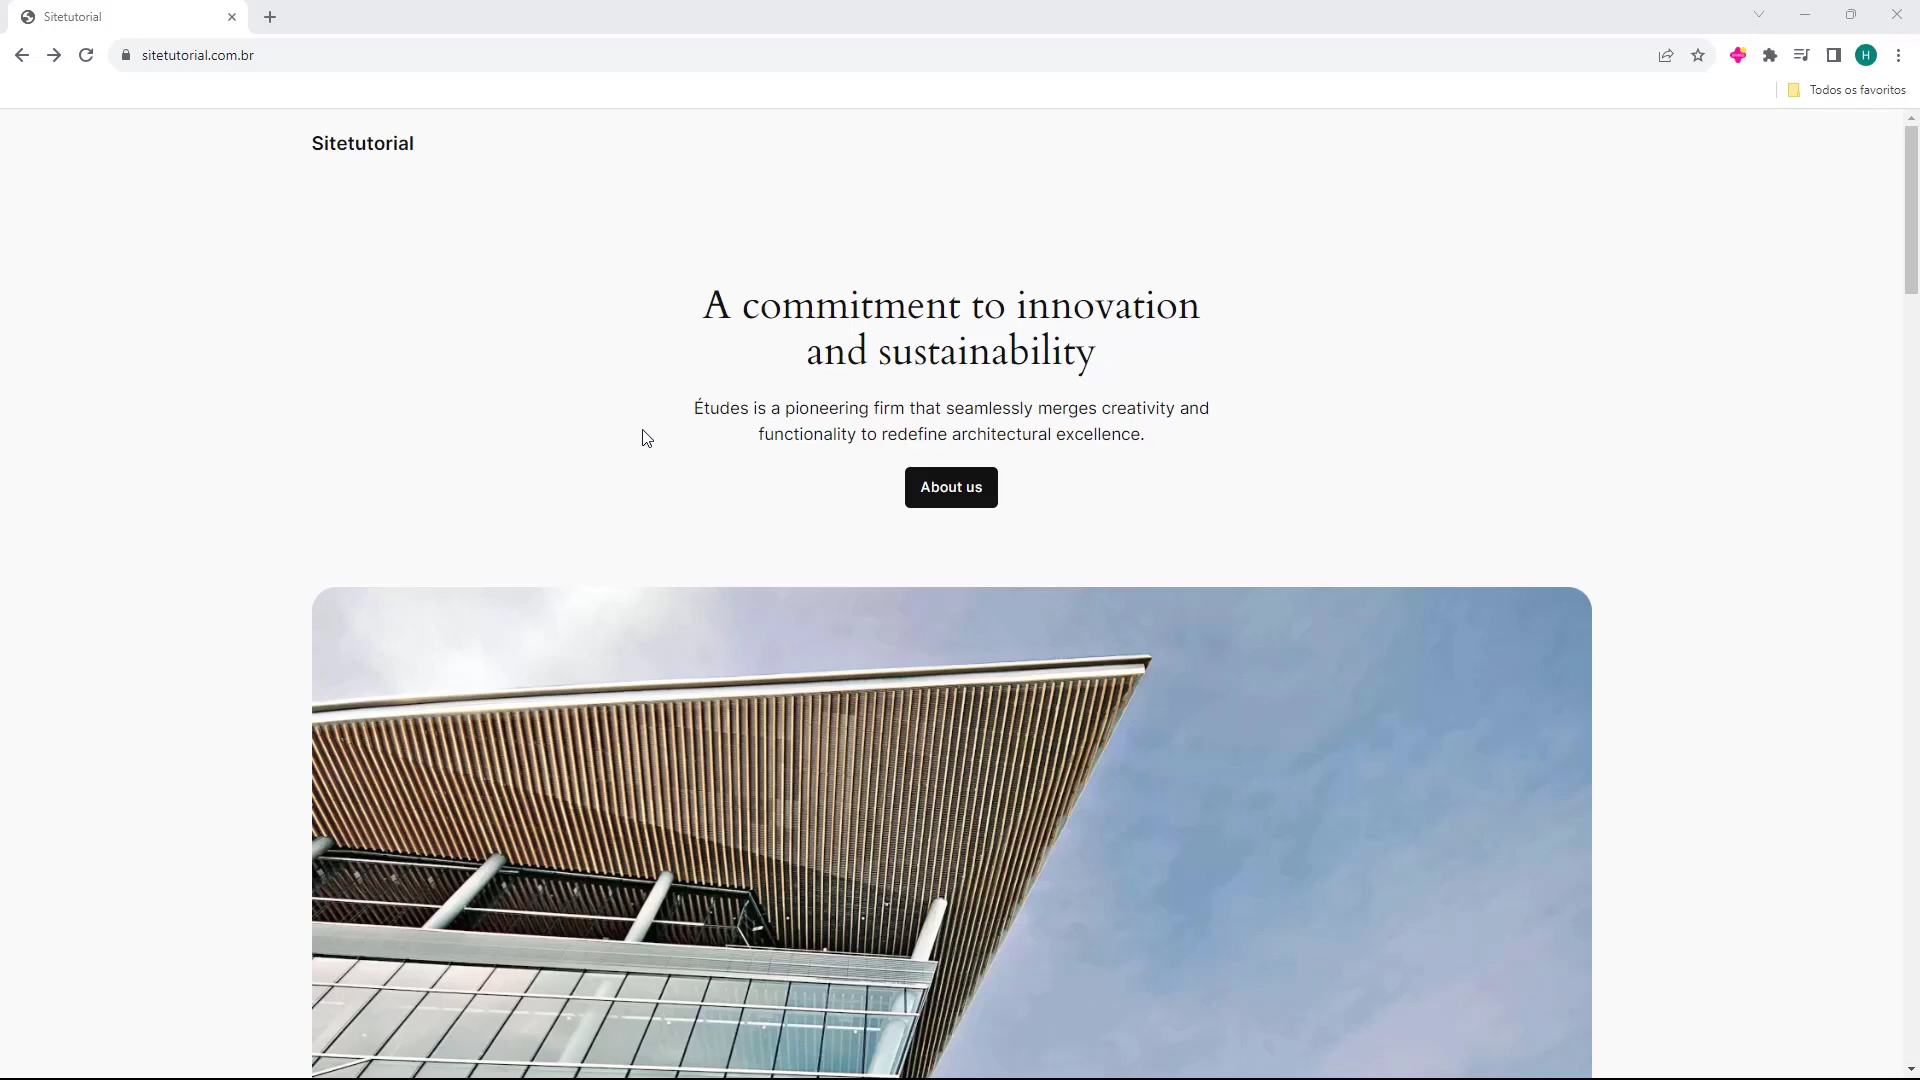 Sitetutorial
sitetutorial.com.br
H
Todos os favoritos
Sitetutorial
A commitment to innovation
and sustainability
Études is a pioneering firm that seamlessly merges creativity and
functionality to redefine architectural excellence.
About us